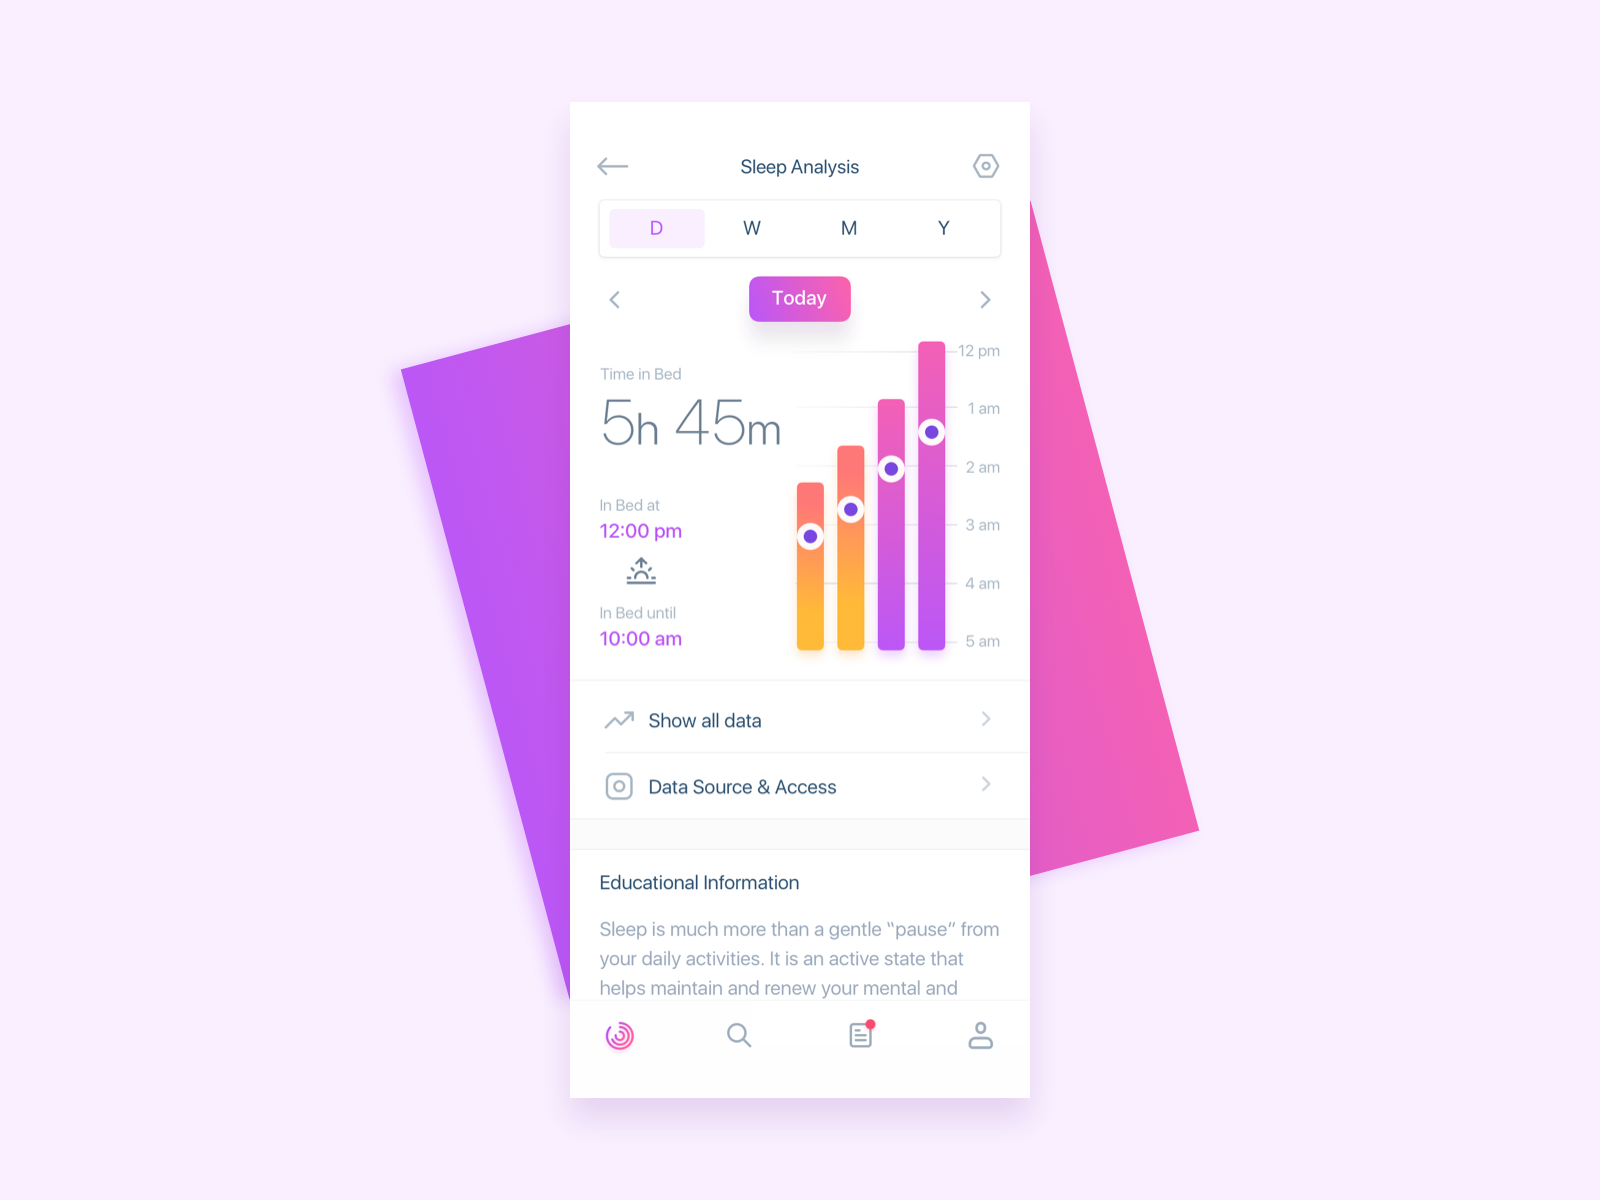 Sleep Analysis
D W M Y
Today
12 pm
Time in Bed
5h 45m
1 am
2 am
In Bed at
12:00 pm
3 am
4 am
In Bed until
10:00 am
5 am
Show all data
Data Source & Access
Educational Information
Sleep is much more than a gentle “pause” from
your daily activities. It is an active state that
helps maintain and renew your mental and